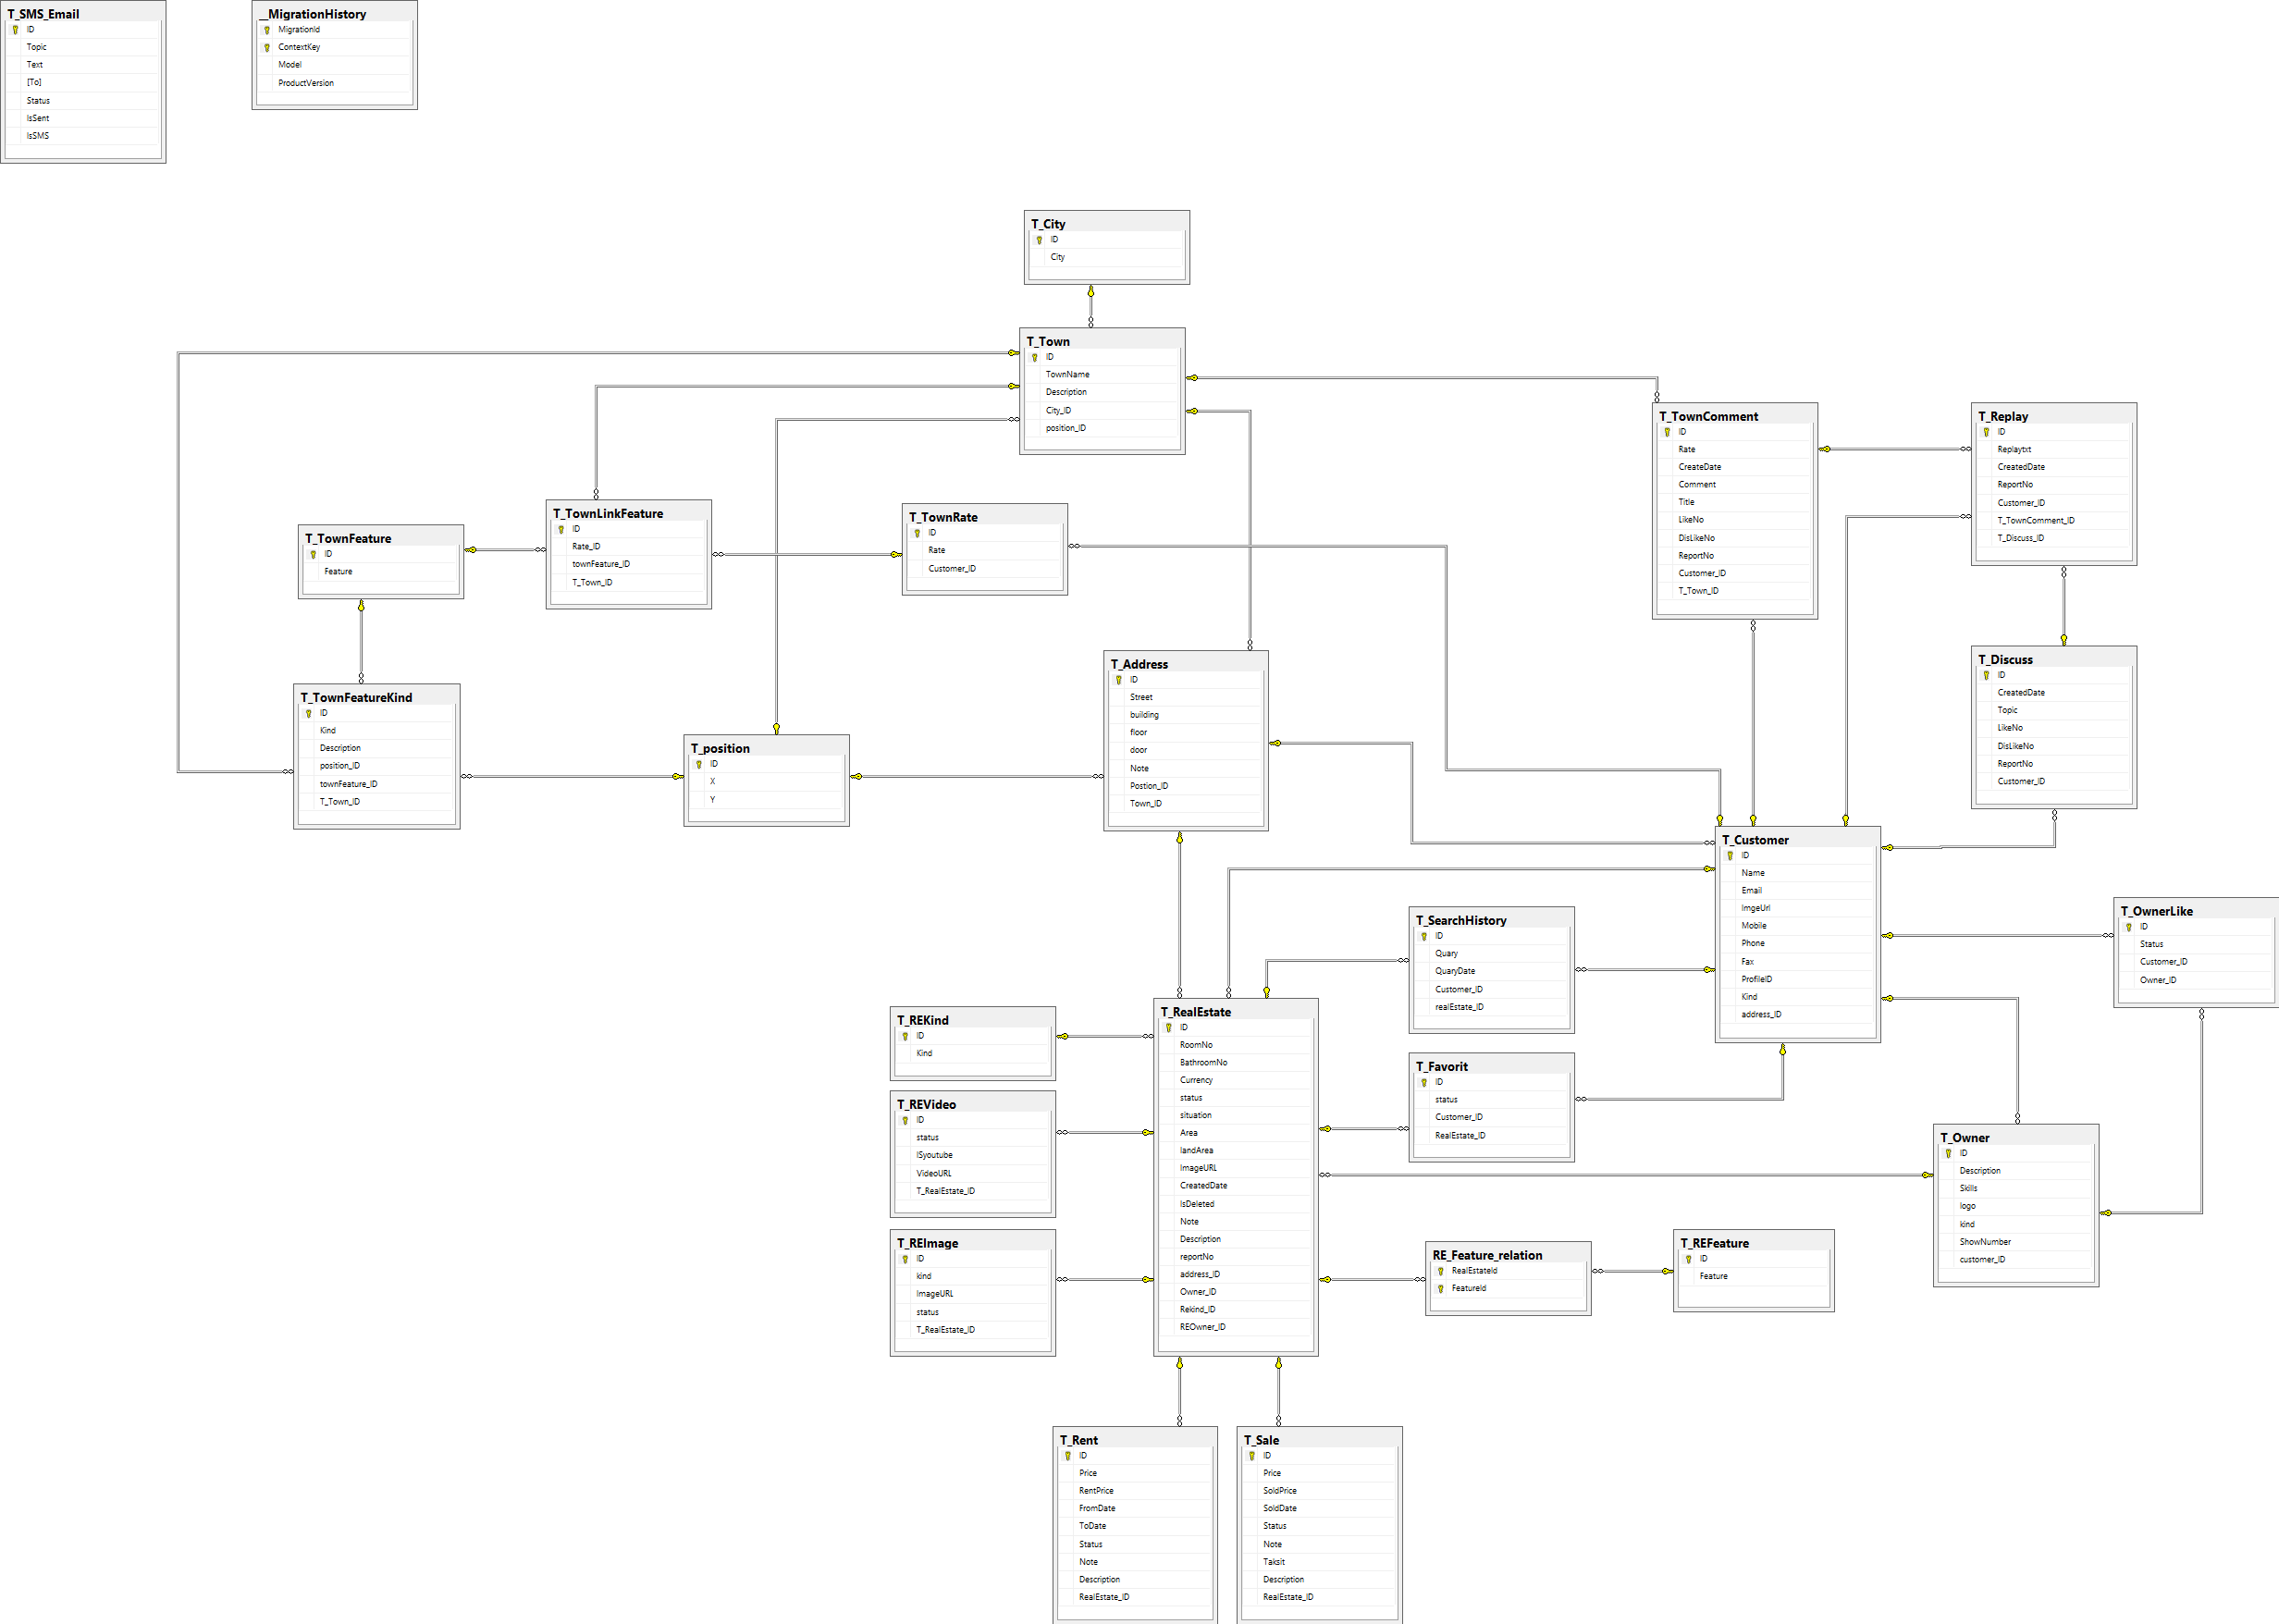 T_SMS_Email
ID
Topic
Text
[To]
Status
IsSent
IsSMS
__MigrationHistory
MigrationId
ContextKey
Model
ProductVersion
T_City
ID
City
T_Town
ID
TownName
Description
City_ID
position_ID
T_TownComment
ID
Rate
CreateDate
Comment
Title
LikeNo
DisLikeNo
ReportNo
Customer_ID
T_Town_ID
T_Replay
ID
Replaytxt
CreatedDate
ReportNo
Customer_ID
T_TownComment_ID
T_Discuss_ID
T_TownFeature
ID
Feature
T_TownLinkFeature
ID
Rate_ID
townFeature_ID
T_Town_ID
T_TownRate
ID
Rate
Customer_ID
T_TownFeatureKind
ID
Kind
Description
position_ID
townFeature_ID
T_Town_ID
T_position
ID
X
Y
T_Address
ID
Street
building
floor
door
Note
Postion_ID
Town_ID
T_Discuss
ID
CreatedDate
Topic
LikeNo
DisLikeNo
ReportNo
Customer_ID
T_Customer
ID
Name
Email
ImgeUrl
Mobile
Phone
Fax
ProfileID
Kind
address_ID
T_OwnerLike
ID
Status
Customer_ID
Owner_ID
T_SearchHistory
ID
Quary
QuaryDate
Customer_ID
realEstate_ID
T_REKind
ID
Kind
T_RealEstate
ID
RoomNo
BathroomNo
Currency
status
situation
Area
landArea
ImageURL
CreatedDate
IsDeleted
Note
Description
reportNo
address_ID
Owner_ID
Rekind_ID
REOwner_ID
T_Favorit
ID
status
Customer_ID
RealEstate_ID
T_REVideo
ID
status
ISyoutube
VideoURL
T_RealEstate_ID
T_Owner
ID
Description
Skills
logo
kind
ShowNumber
customer_ID
T_REImage
ID
kind
ImageURL
status
T_RealEstate_ID
RE_Feature_relation
RealEstateId
FeatureId
T_REFeature
ID
Feature
T_Rent
ID
Price
RentPrice
FromDate
ToDate
Status
Note
Description
RealEstate_ID
T_Sale
ID
Price
SoldPrice
SoldDate
Status
Note
Taksit
Description
RealEstate_ID